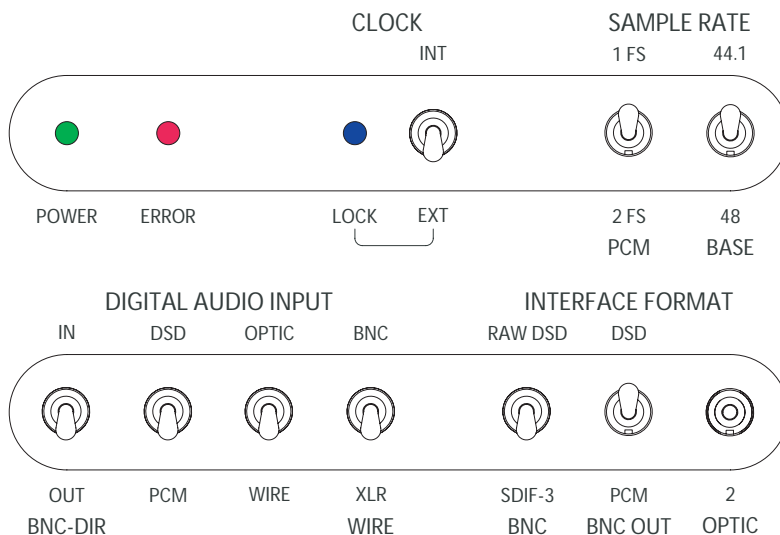 CLOCK SAMPLE RATE
INT 1 FS 44.1
POWER ERROR LOCK EXT 2 FS 48
PCM BASE
DIGITAL AUDIO INPUT INTERFACE FORMAT
IN DSD OPTIC BNC RAW DSD DSD
OUT PCM WIRE XLR SDIF-3 PCM 2
BNC-DIR WIRE BNC BNC OUT OPTIC